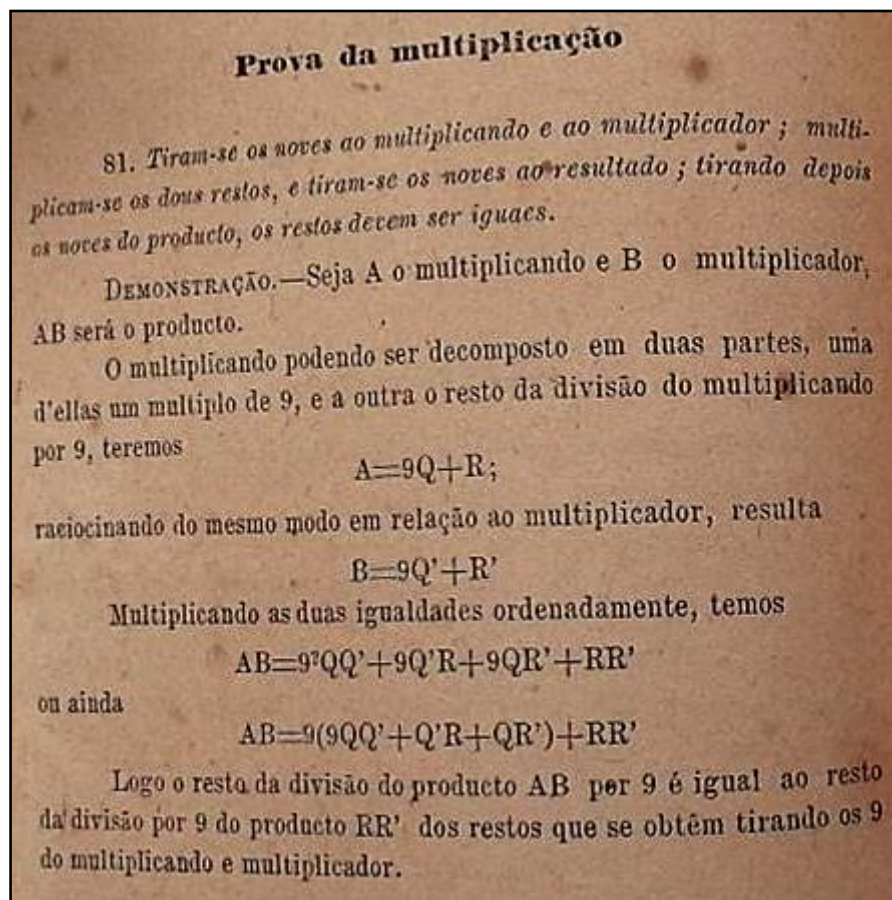 Prova da multiplicação
81. Tiram-se os noves ao multiplicando e ao multiplicador ; multi-
plicam-se os dous restos, e tiram-se os noves ao resultado ; tirando depois
os noves do producto, os restos devem ser iguaes.
DEMONSTRAÇÃO.—Seja A o multiplicando e B o multiplicador,
AB será o producto.
O multiplicando podendo ser decomposto em duas partes, uma
d'ellas um multiplo de 9, e a outra o resto da divisão do multiplicando
por 9, teremos
A=9Q+R;
raciocinando do mesmo modo em relação ao multiplicador, resulta
B=9Q'+R'
Multiplicando as duas igualdades ordenadamente, temos
AB=9²QQ'+9Q'R+9QR'+RR'
ou ainda
AB=9(9QQ'+Q'R+QR')+RR'
Logo o resto da divisão do producto AB por 9 é igual ao resto
da divisão por 9 do producto RR' dos restos que se obtêm tirando os 9
do multiplicando e multiplicador.